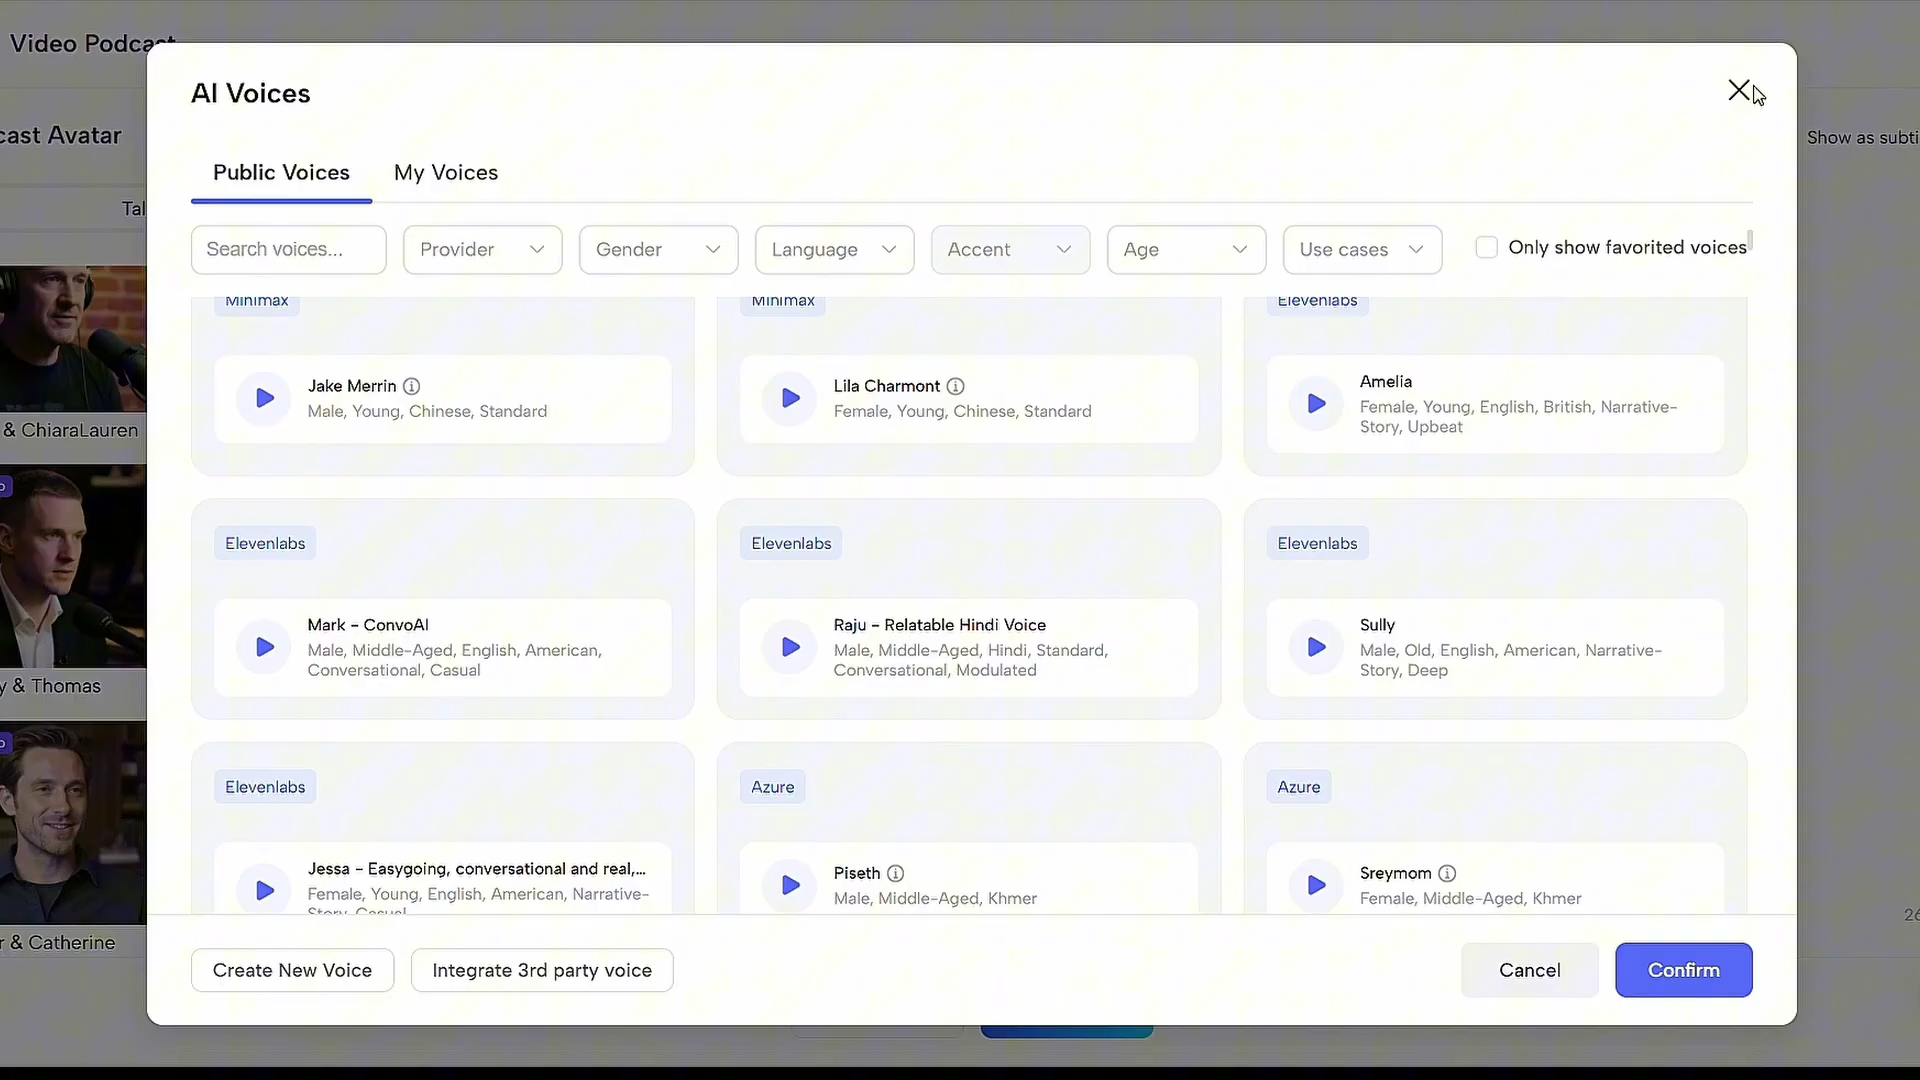 Video Podcast
AI Voices
cast Avatar
Show as subti
Public Voices
My Voices
Tal
Search voices...
Provider
Gender
Language
Accent
Age
Use cases
Only show favorited voices
Minimax
Minimax
Elevenlabs
Jake Merrin
Male, Young, Chinese, Standard
Lila Charmont
Female, Young, Chinese, Standard
Amelia
Female, Young, English, British, Narrative-
Story, Upbeat
& ChiaraLauren
Elevenlabs
Elevenlabs
Elevenlabs
Mark - ConvoAI
Male, Middle-Aged, English, American,
Conversational, Casual
Raju - Relatable Hindi Voice
Male, Middle-Aged, Hindi, Standard,
Conversational, Modulated
Sully
Male, Old, English, American, Narrative-
Story, Deep
y & Thomas
Elevenlabs
Azure
Azure
Jessa - Easygoing, conversational and real,...
Female, Young, English, American, Narrative-
Story, Casual
Piseth
Male, Middle-Aged, Khmer
Sreymom
Female, Middle-Aged, Khmer
r & Catherine
26
Create New Voice
Integrate 3rd party voice
Cancel
Confirm